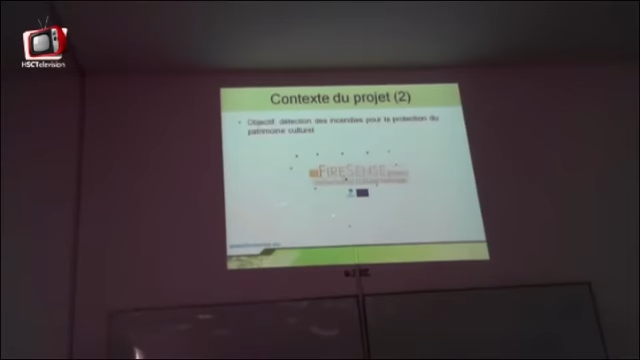 HSCTelevision
Contexte du projet (2)
• Objectif: détection des incendies pour la protection du
patrimoine culturel
FIRESENSE